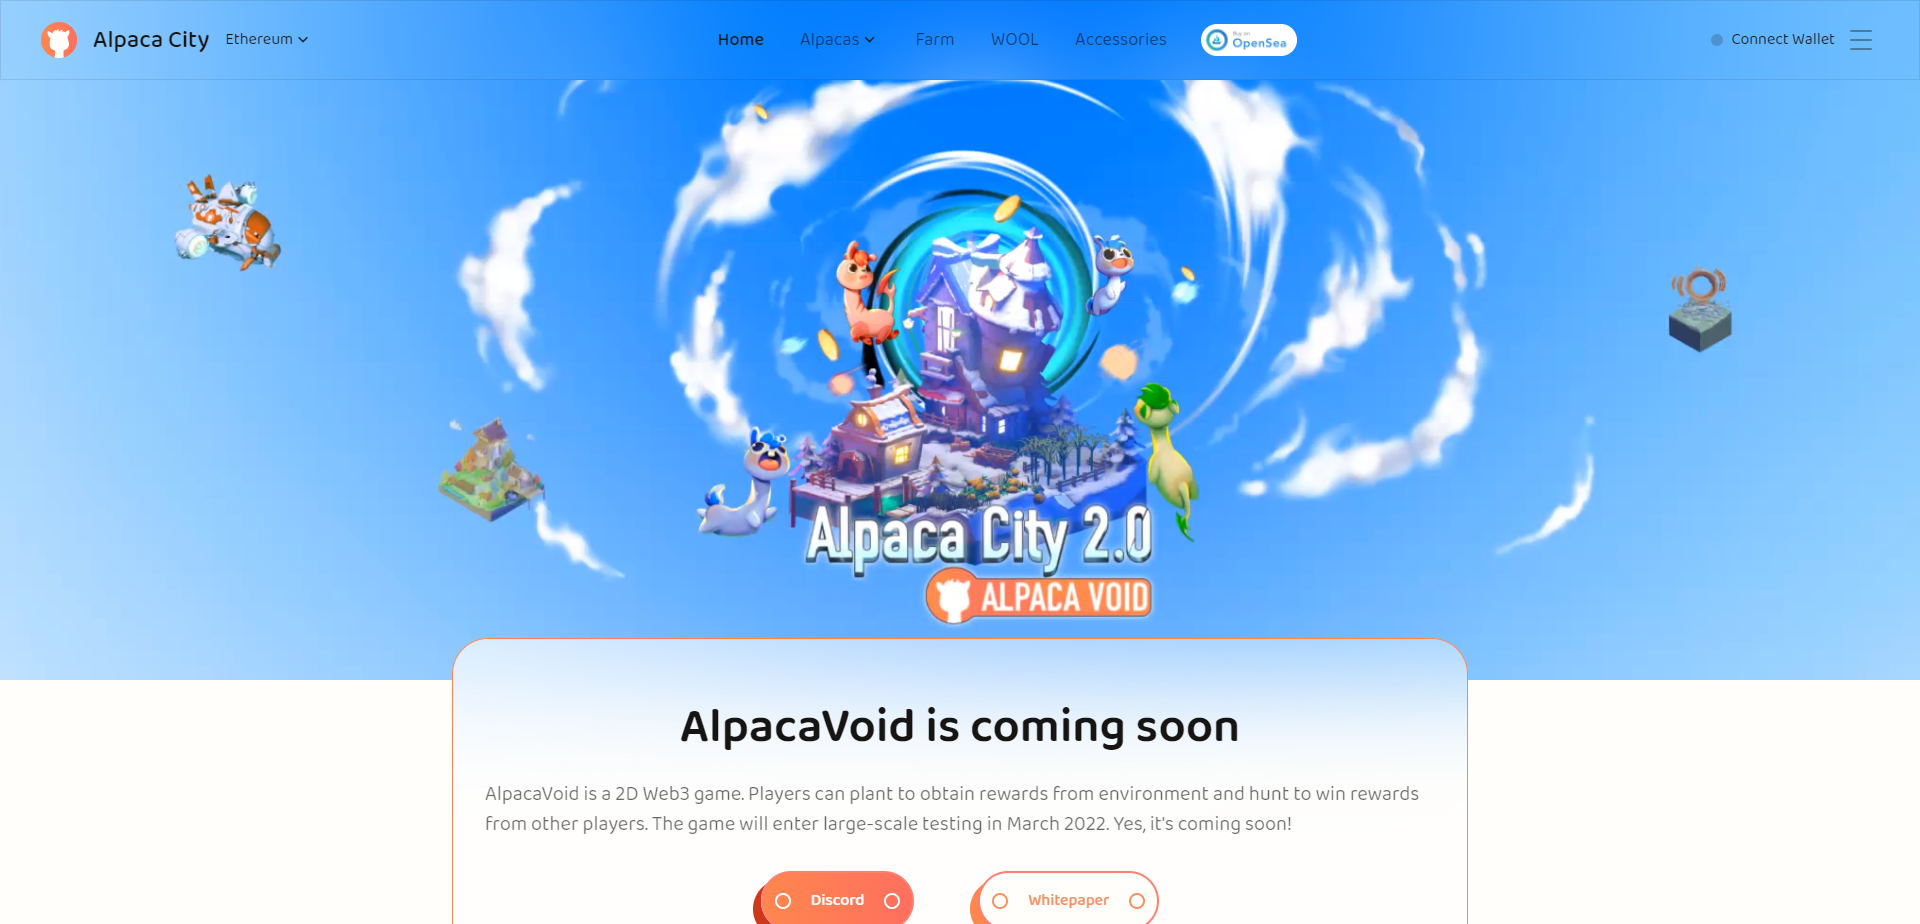 Alpaca City
Ethereum
Home
Alpacas
Farm
WOOL
Accessories
Buy on
OpenSea
Connect Wallet
Alpaca City 2.0
ALPACA VOID
AlpacaVoid is coming soon
AlpacaVoid is a 2D Web3 game. Players can plant to obtain rewards from environment and hunt to win rewards
from other players. The game will enter large-scale testing in March 2022. Yes, it's coming soon!
Discord
Whitepaper